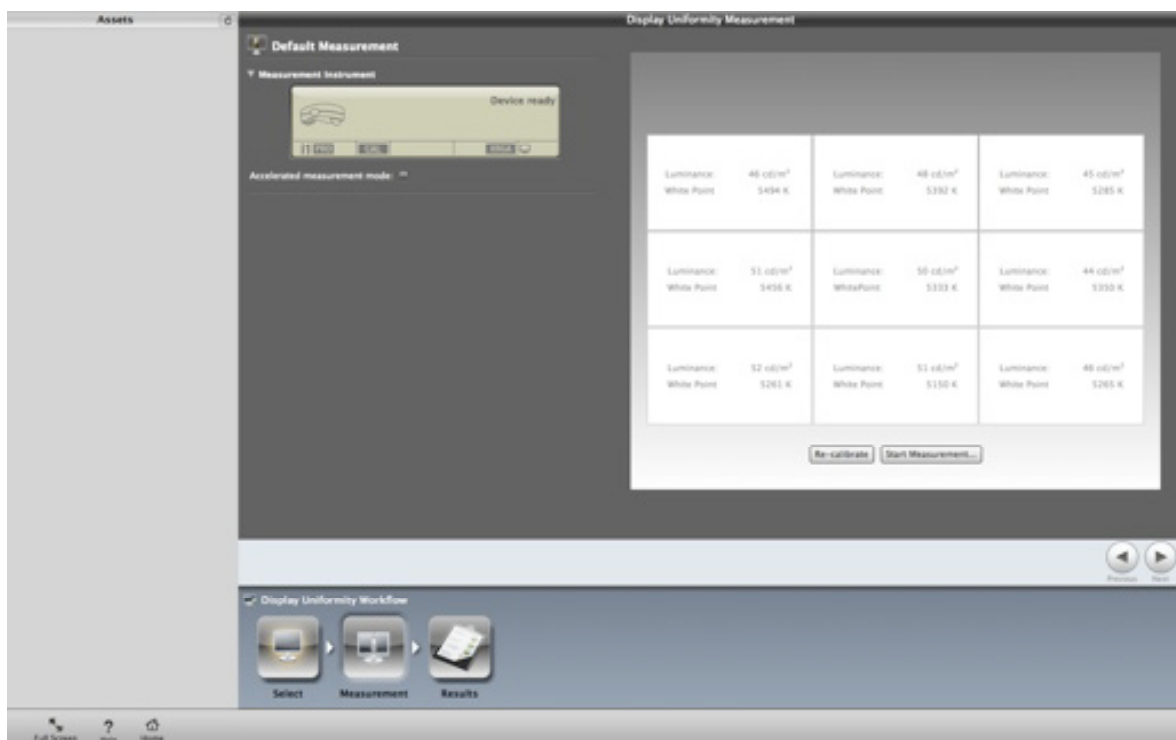 Assets
Display Uniformity Measurement
Default Measurement
Measurement Instrument
Device ready
i1 PRO CAL
Accelerated measurement mode:
Luminance: 46 cd/m² Luminance: 48 cd/m² Luminance: 45 cd/m²
White Point 5494 K White Point 5392 K White Point 5285 K
Luminance: 51 cd/m² Luminance: 50 cd/m² Luminance: 44 cd/m²
White Point 5456 K WhitePoint 5333 K White Point 5350 K
Luminance: 52 cd/m² Luminance: 51 cd/m² Luminance: 46 cd/m²
White Point 5261 K White Point 5150 K White Point 5265 K
Re-calibrate Start Measurement...
Previous Next
Display Uniformity Workflow
Select Measurement Results
Full Screen Help Home